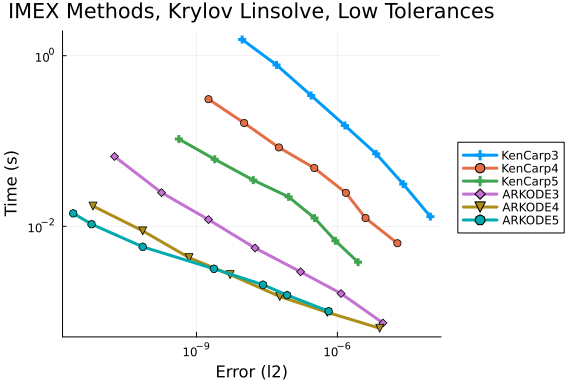 IMEX Methods, Krylov Linsolve, Low Tolerances
Time (s)
10⁰
10⁻²
10⁻⁹
10⁻⁶
Error (l2)
KenCarp3
KenCarp4
KenCarp5
ARKODE3
ARKODE4
ARKODE5